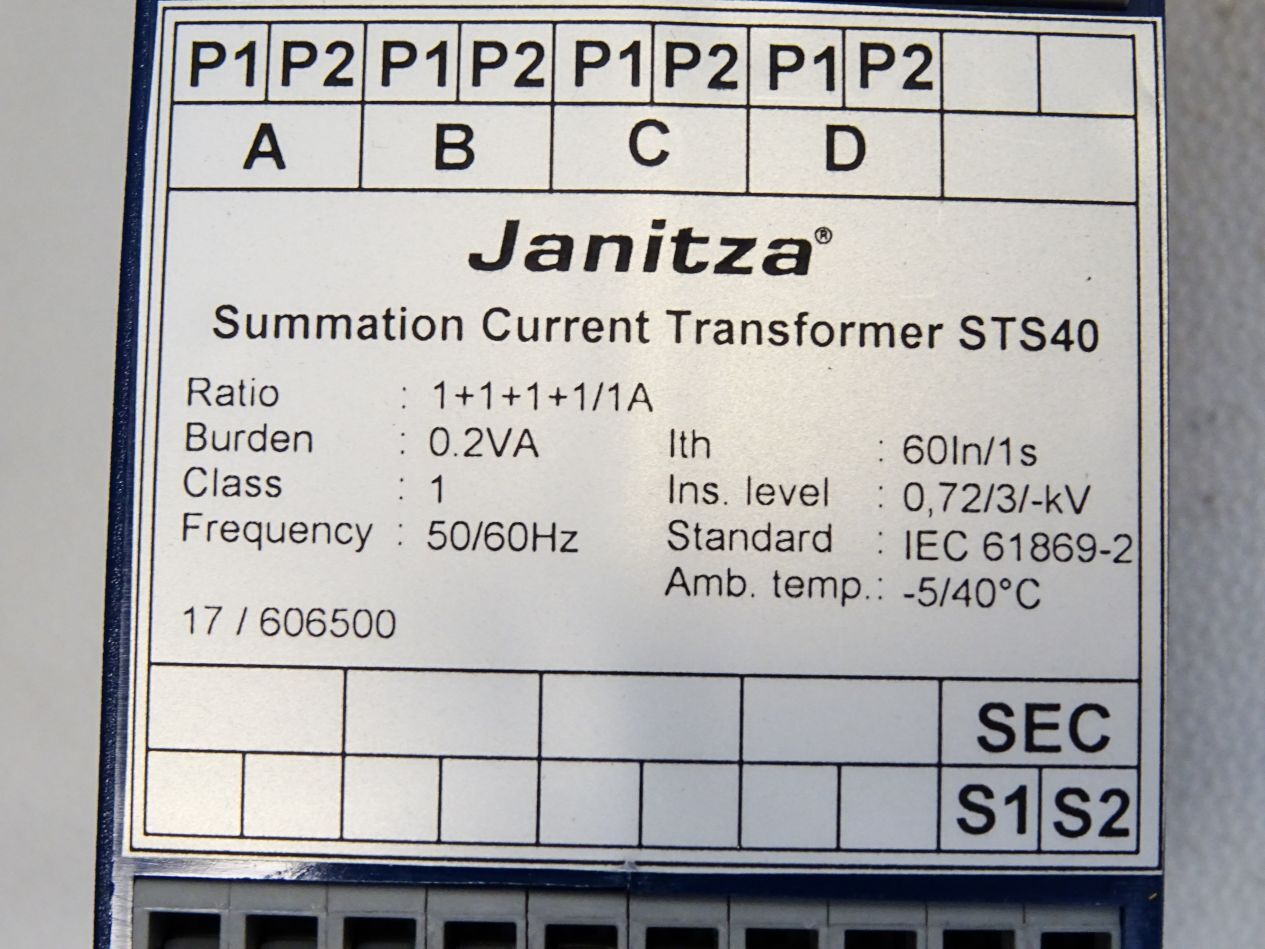 P1 P2 P1 P2 P1 P2 P1 P2
A B C D
Janitza®
Summation Current Transformer STS40
Ratio : 1+1+1+1/1A
Burden : 0.2VA Ith : 60In/1s
Class : 1 Ins. level : 0,72/3/-kV
Frequency : 50/60Hz Standard : IEC 61869-2
Amb. temp.: -5/40°C
17 / 606500
SEC
S1 S2